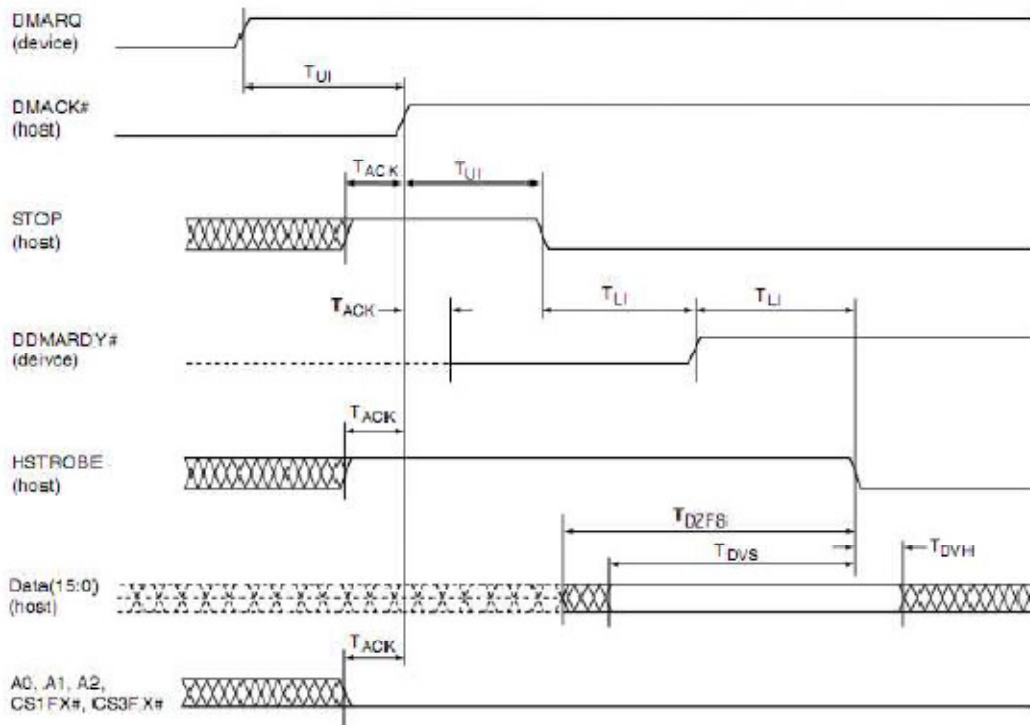 DMARQ
(device)
TUI
DMACK#
(host)
TACK
TUI
STOP
(host)
TACK
TLI
TLI
DDMARDY#
(deivce)
TACK
HSTROBE
(host)
TDZFS
TDVS
TDVH
Data(15:0)
(host)
TACK
A0, A1, A2,
CS1FX#, CS3FX#